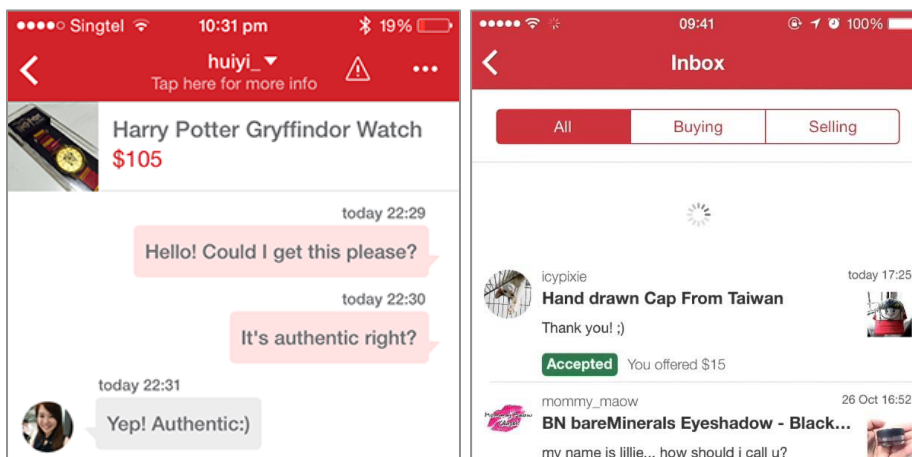 Singtel 10:31 pm 19%
huiyi_
Tap here for more info
Harry Potter Gryffindor Watch
$105
today 22:29
Hello! Could I get this please?
today 22:30
It's authentic right?
today 22:31
Yep! Authentic:)
09:41 100%
Inbox
All Buying Selling
icypixie today 17:25
Hand drawn Cap From Taiwan
Thank you! ;)
Accepted You offered $15
mommy_maow 26 Oct 16:52
BN bareMinerals Eyeshadow - Black...
my name is lillie... how should i call u?